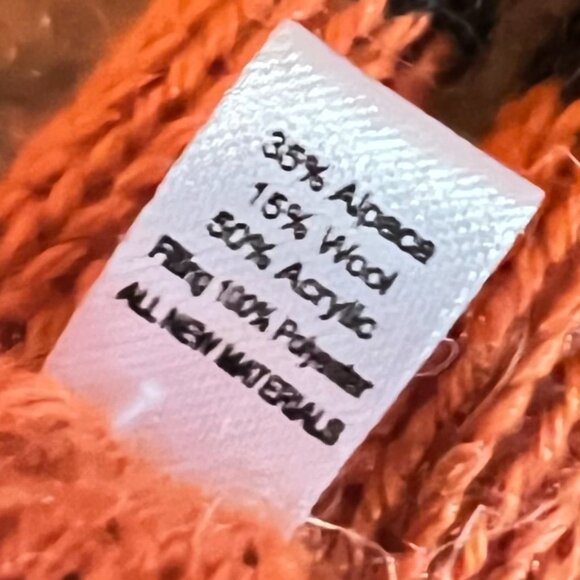 35% Alpaca
15% Wool
50% Acrylic
Filling 100% Polyester
ALL NEW MATERIALS